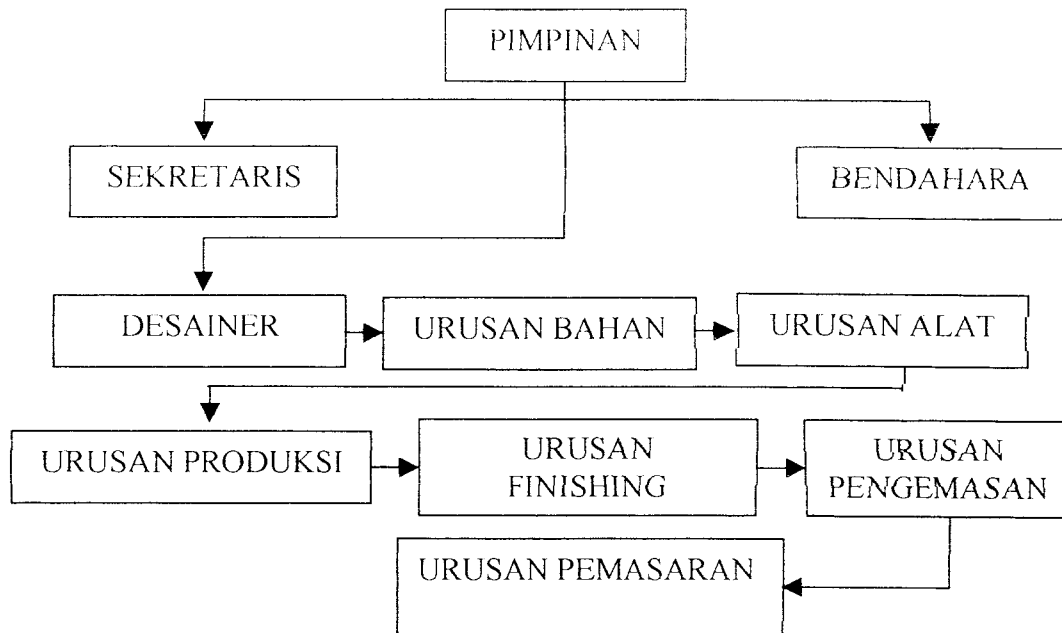 PIMPINAN
SEKRETARIS
BENDAHARA
DESAINER
URUSAN BAHAN
URUSAN ALAT
URUSAN PRODUKSI
URUSAN
FINISHING
URUSAN
PENGEMASAN
URUSAN PEMASARAN